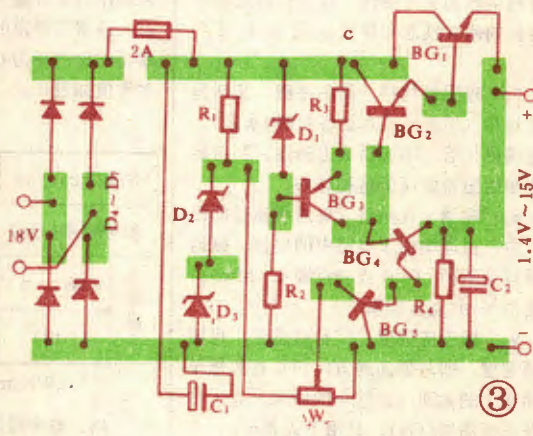 2A
c
BG₁
R₁
R₃
D₁
BG₂
+
D₄~D₇
D₂
BG₃
1.4V~15V
18V
BG₄
R₂
D₃
R₄
C₂
BG₅
C₁
W
-
③